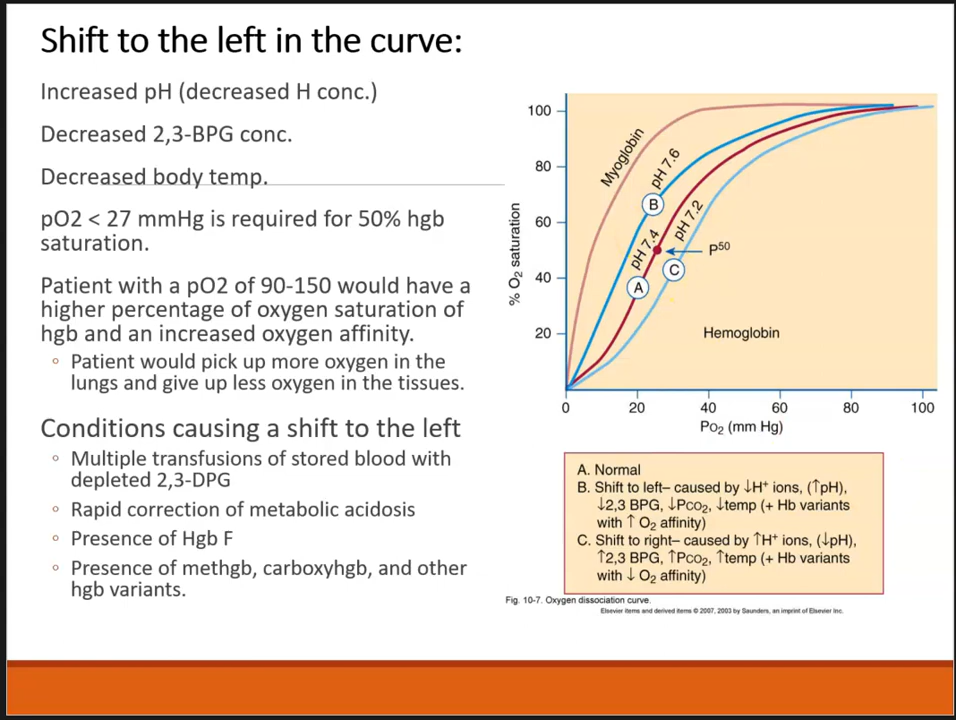 Shift to the left in the curve:
Increased pH (decreased H conc.)
Decreased 2,3-BPG conc.
Decreased body temp.
pO2 < 27 mmHg is required for 50% hgb
saturation.
Patient with a pO2 of 90-150 would have a
higher percentage of oxygen saturation of
hgb and an increased oxygen affinity.
◦ Patient would pick up more oxygen in the
lungs and give up less oxygen in the tissues.
Conditions causing a shift to the left
◦ Multiple transfusions of stored blood with
depleted 2,3-DPG
◦ Rapid correction of metabolic acidosis
◦ Presence of Hgb F
◦ Presence of methgb, carboxyhgb, and other
hgb variants.
% O₂ saturation
100
80
60
40
20
Myoglobin
pH 7.6
B
pH 7.2
pH 7.4
P⁵⁰
C
A
Hemoglobin
0
20
40
60
80
100
PO₂ (mm Hg)
A. Normal
B. Shift to left– caused by ↓H⁺ ions, (↑pH),
↓2,3 BPG, ↓PCO₂, ↓temp (+ Hb variants
with ↑ O₂ affinity)
C. Shift to right– caused by ↑H⁺ ions, (↓pH),
↑2,3 BPG, ↑PCO₂, ↑temp (+ Hb variants
with ↓ O₂ affinity)
Fig. 10-7. Oxygen dissociation curve.
Elsevier items and derived items © 2007, 2003 by Saunders, an imprint of Elsevier Inc.